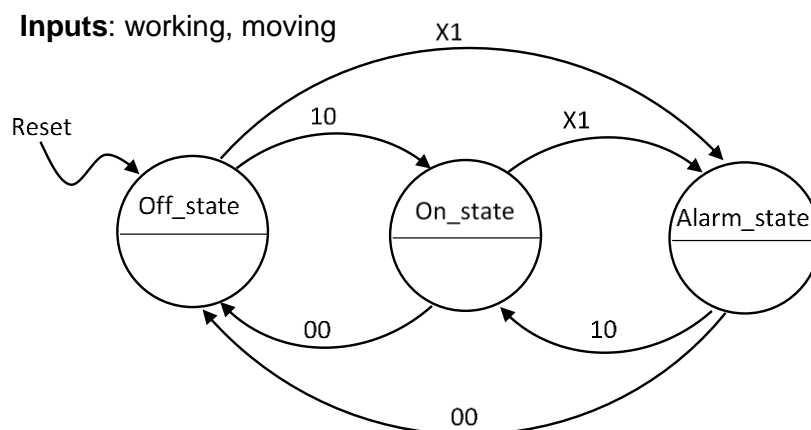 Inputs: working, moving
X1
10
X1
Reset
Off_state
On_state
Alarm_state
00
10
00